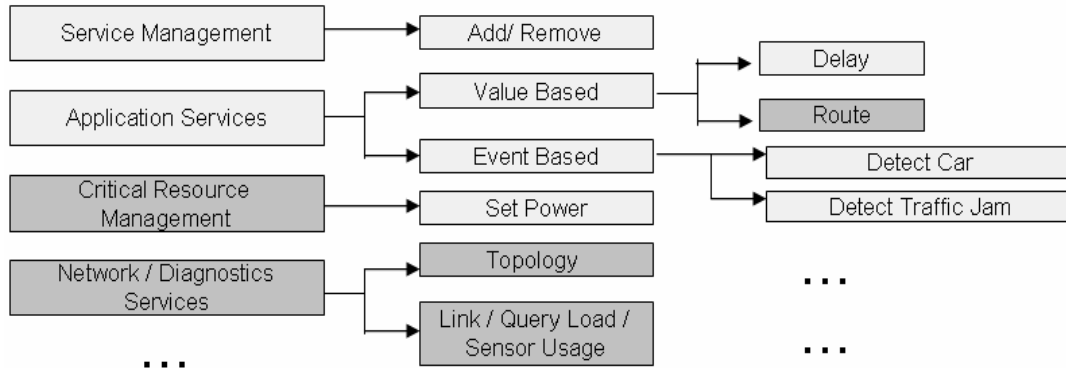 Service Management
Add/ Remove
Delay
Application Services
Value Based
Route
Event Based
Detect Car
Critical Resource
Management
Set Power
Detect Traffic Jam
Network / Diagnostics
Services
Topology
...
Link / Query Load /
Sensor Usage
...
...